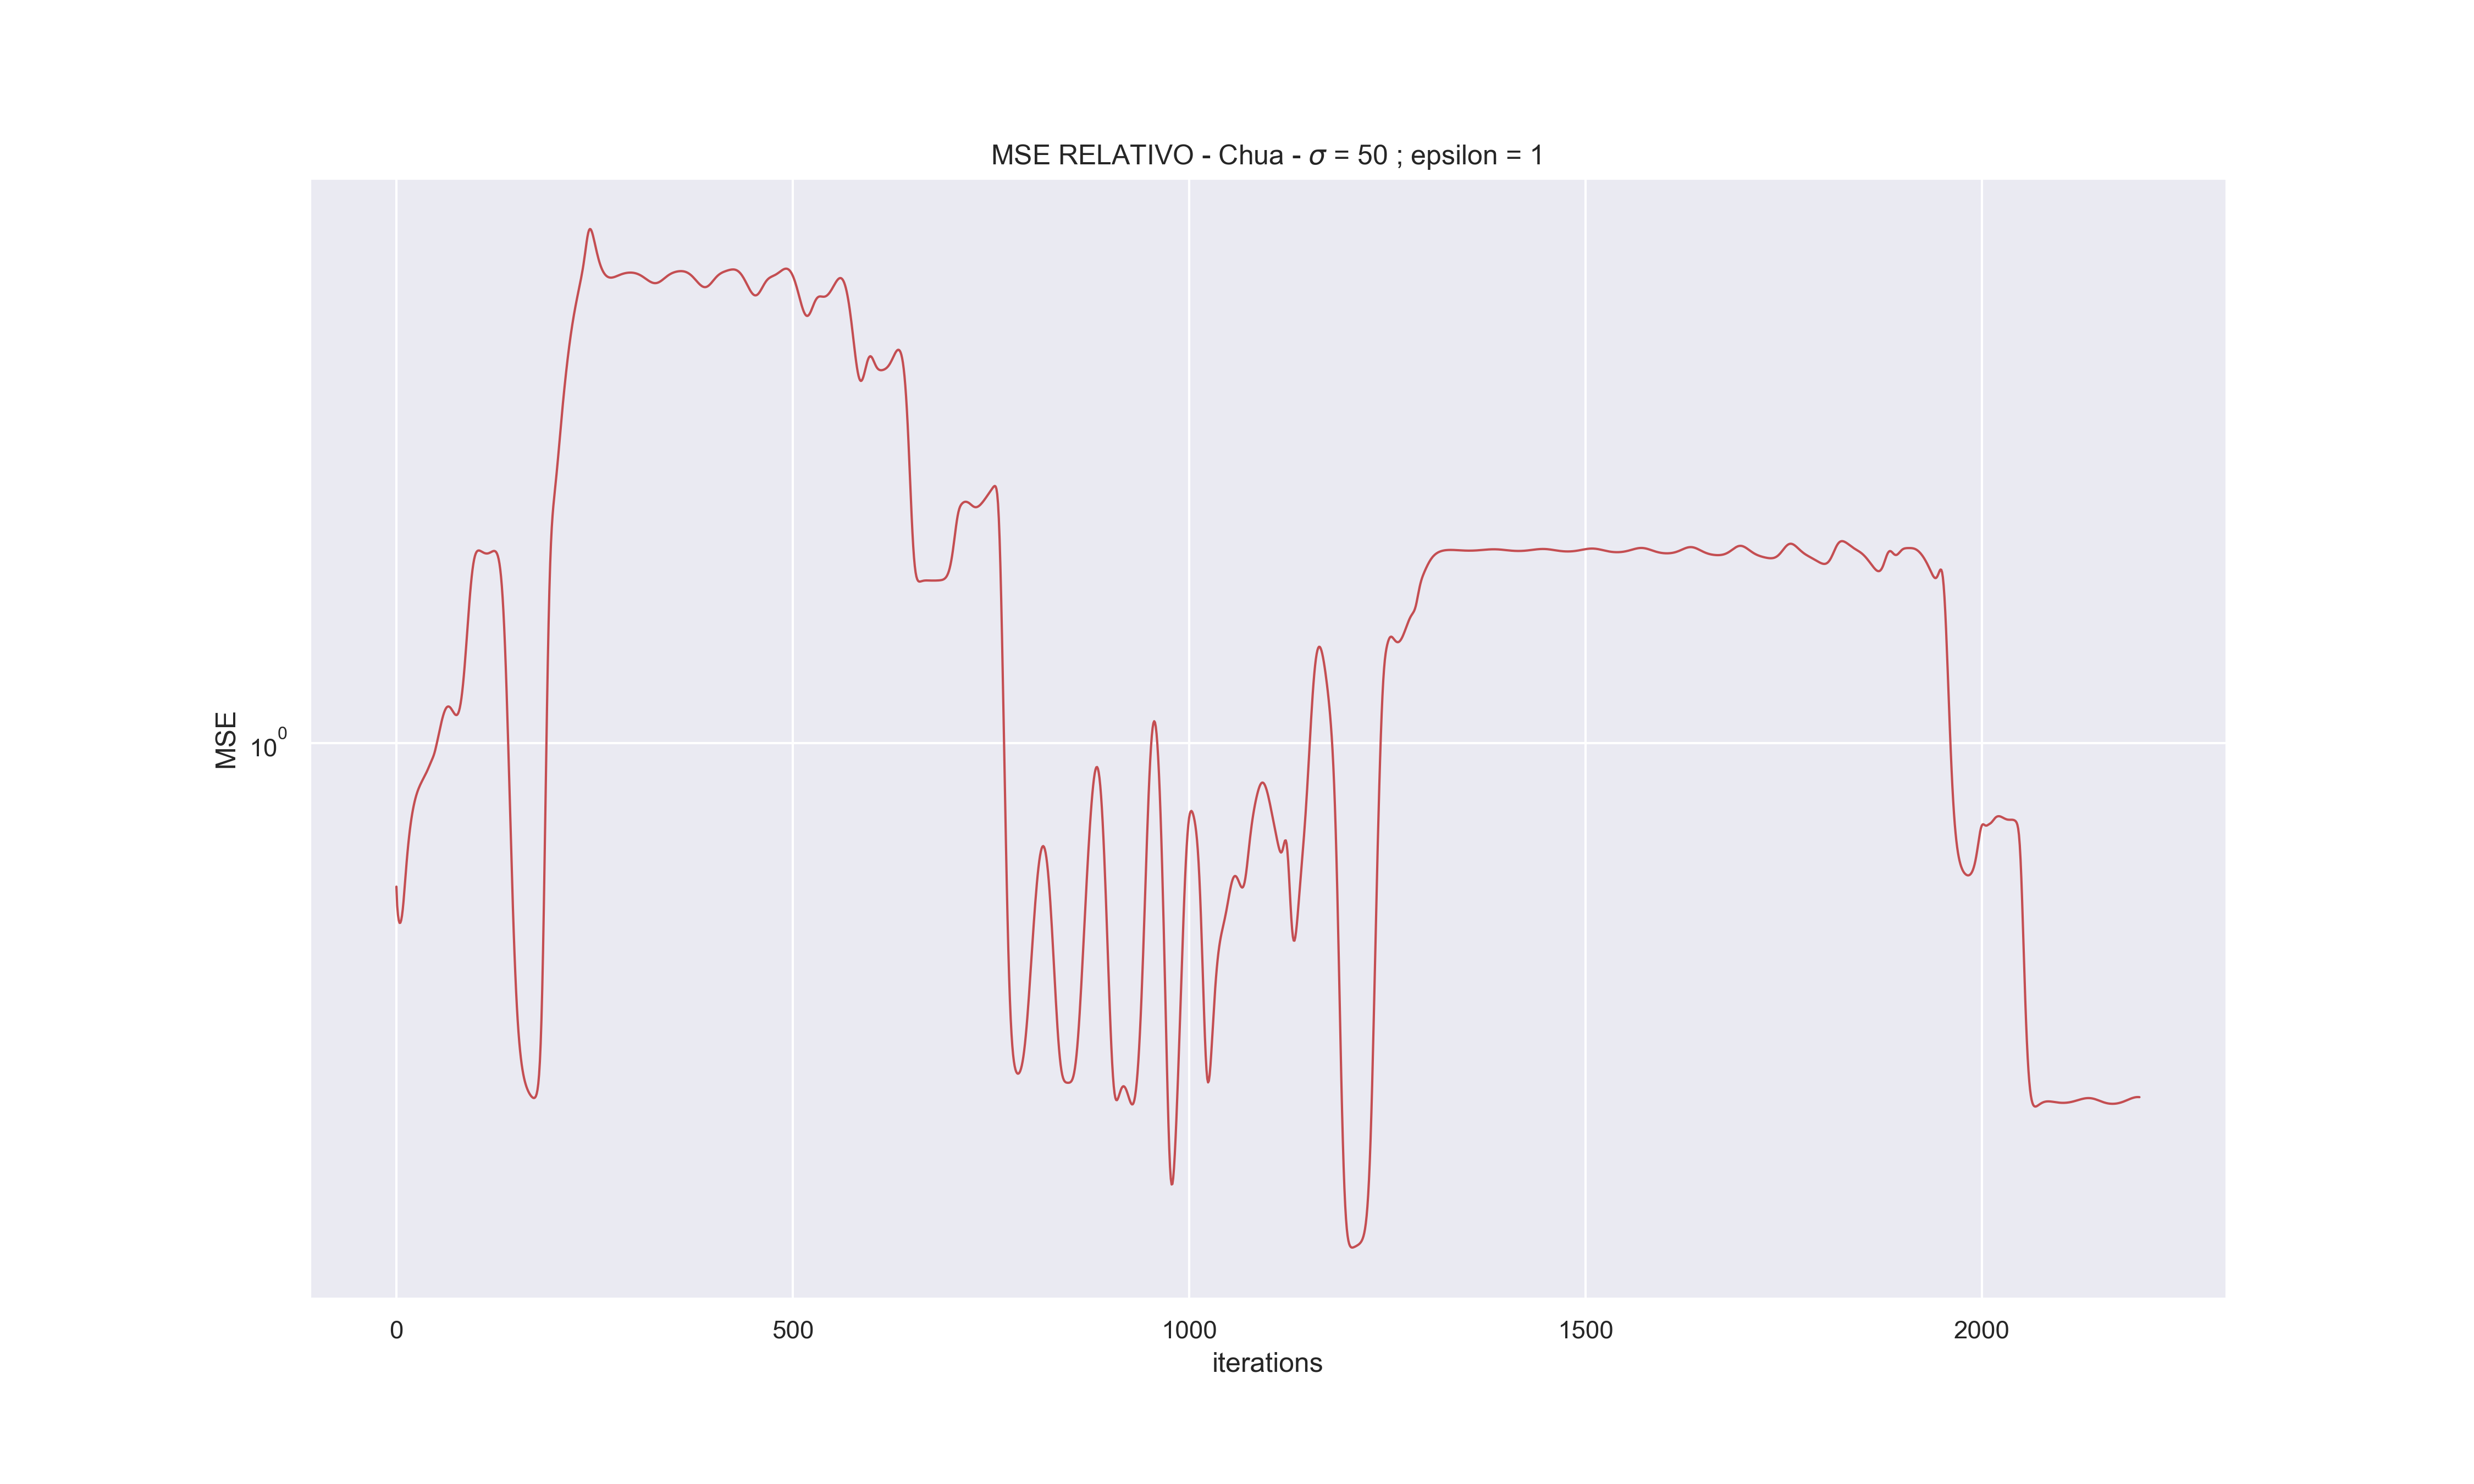 MSE RELATIVO - Chua - σ = 50 ; epsilon = 1
MSE
10⁰
0 500 1000 1500 2000
iterations